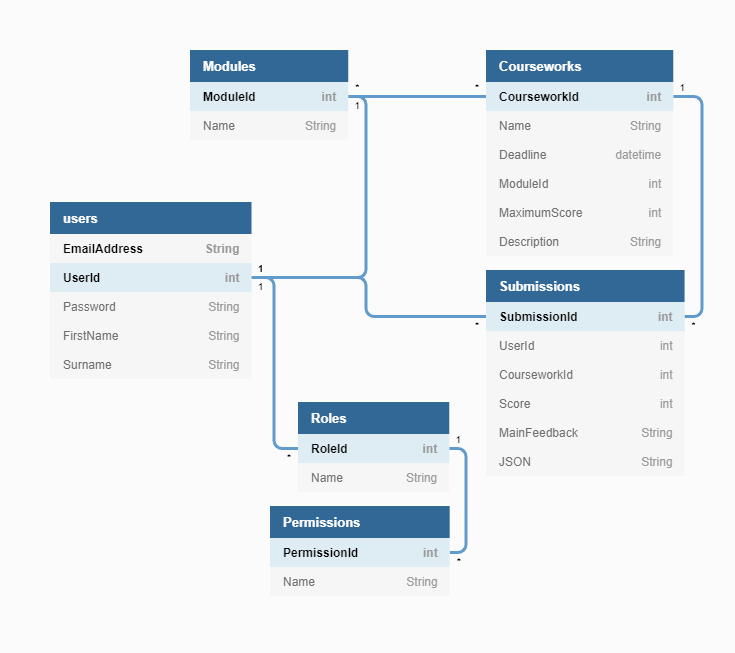 Modules
ModuleId int
Name String
* 1
Courseworks
* 1
CourseworkId int
Name String
Deadline datetime
ModuleId int
MaximumScore int
Description String
users
EmailAddress String
UserId int
Password String
FirstName String
Surname String
1
1
Submissions
SubmissionId int
* *
UserId int
CourseworkId int
Score int
MainFeedback String
JSON String
Roles
RoleId int
* 1
Name String
Permissions
PermissionId int
*
Name String